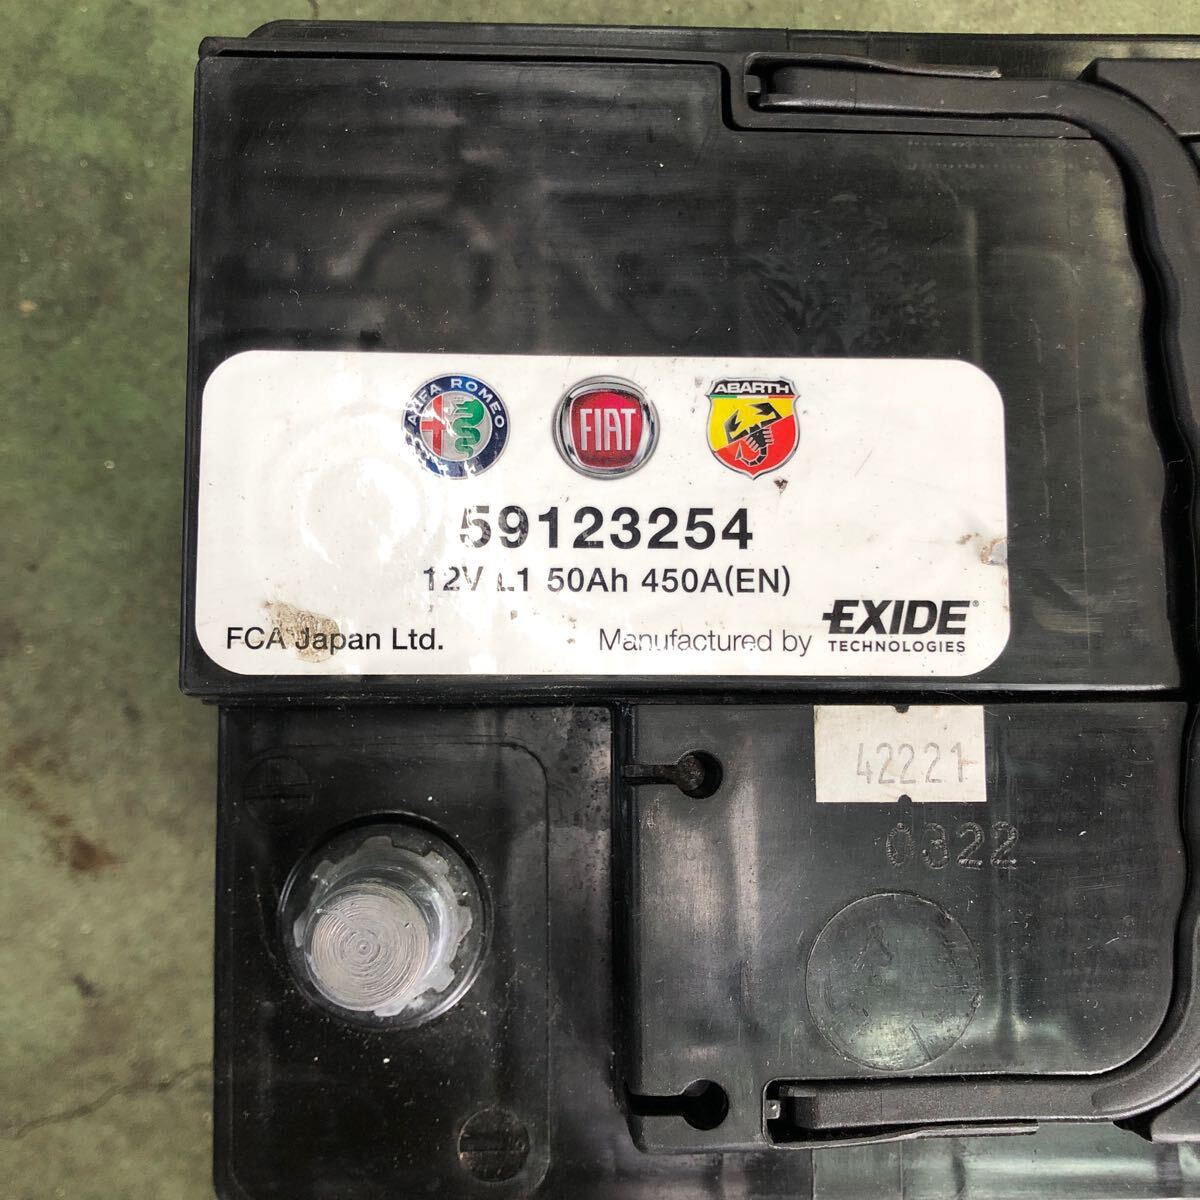 ALFA ROMEO FIAT ABARTH
59123254
12V L1 50Ah 450A(EN)
FCA Japan Ltd. Manufactured by EXIDE
TECHNOLOGIES
42221
0322